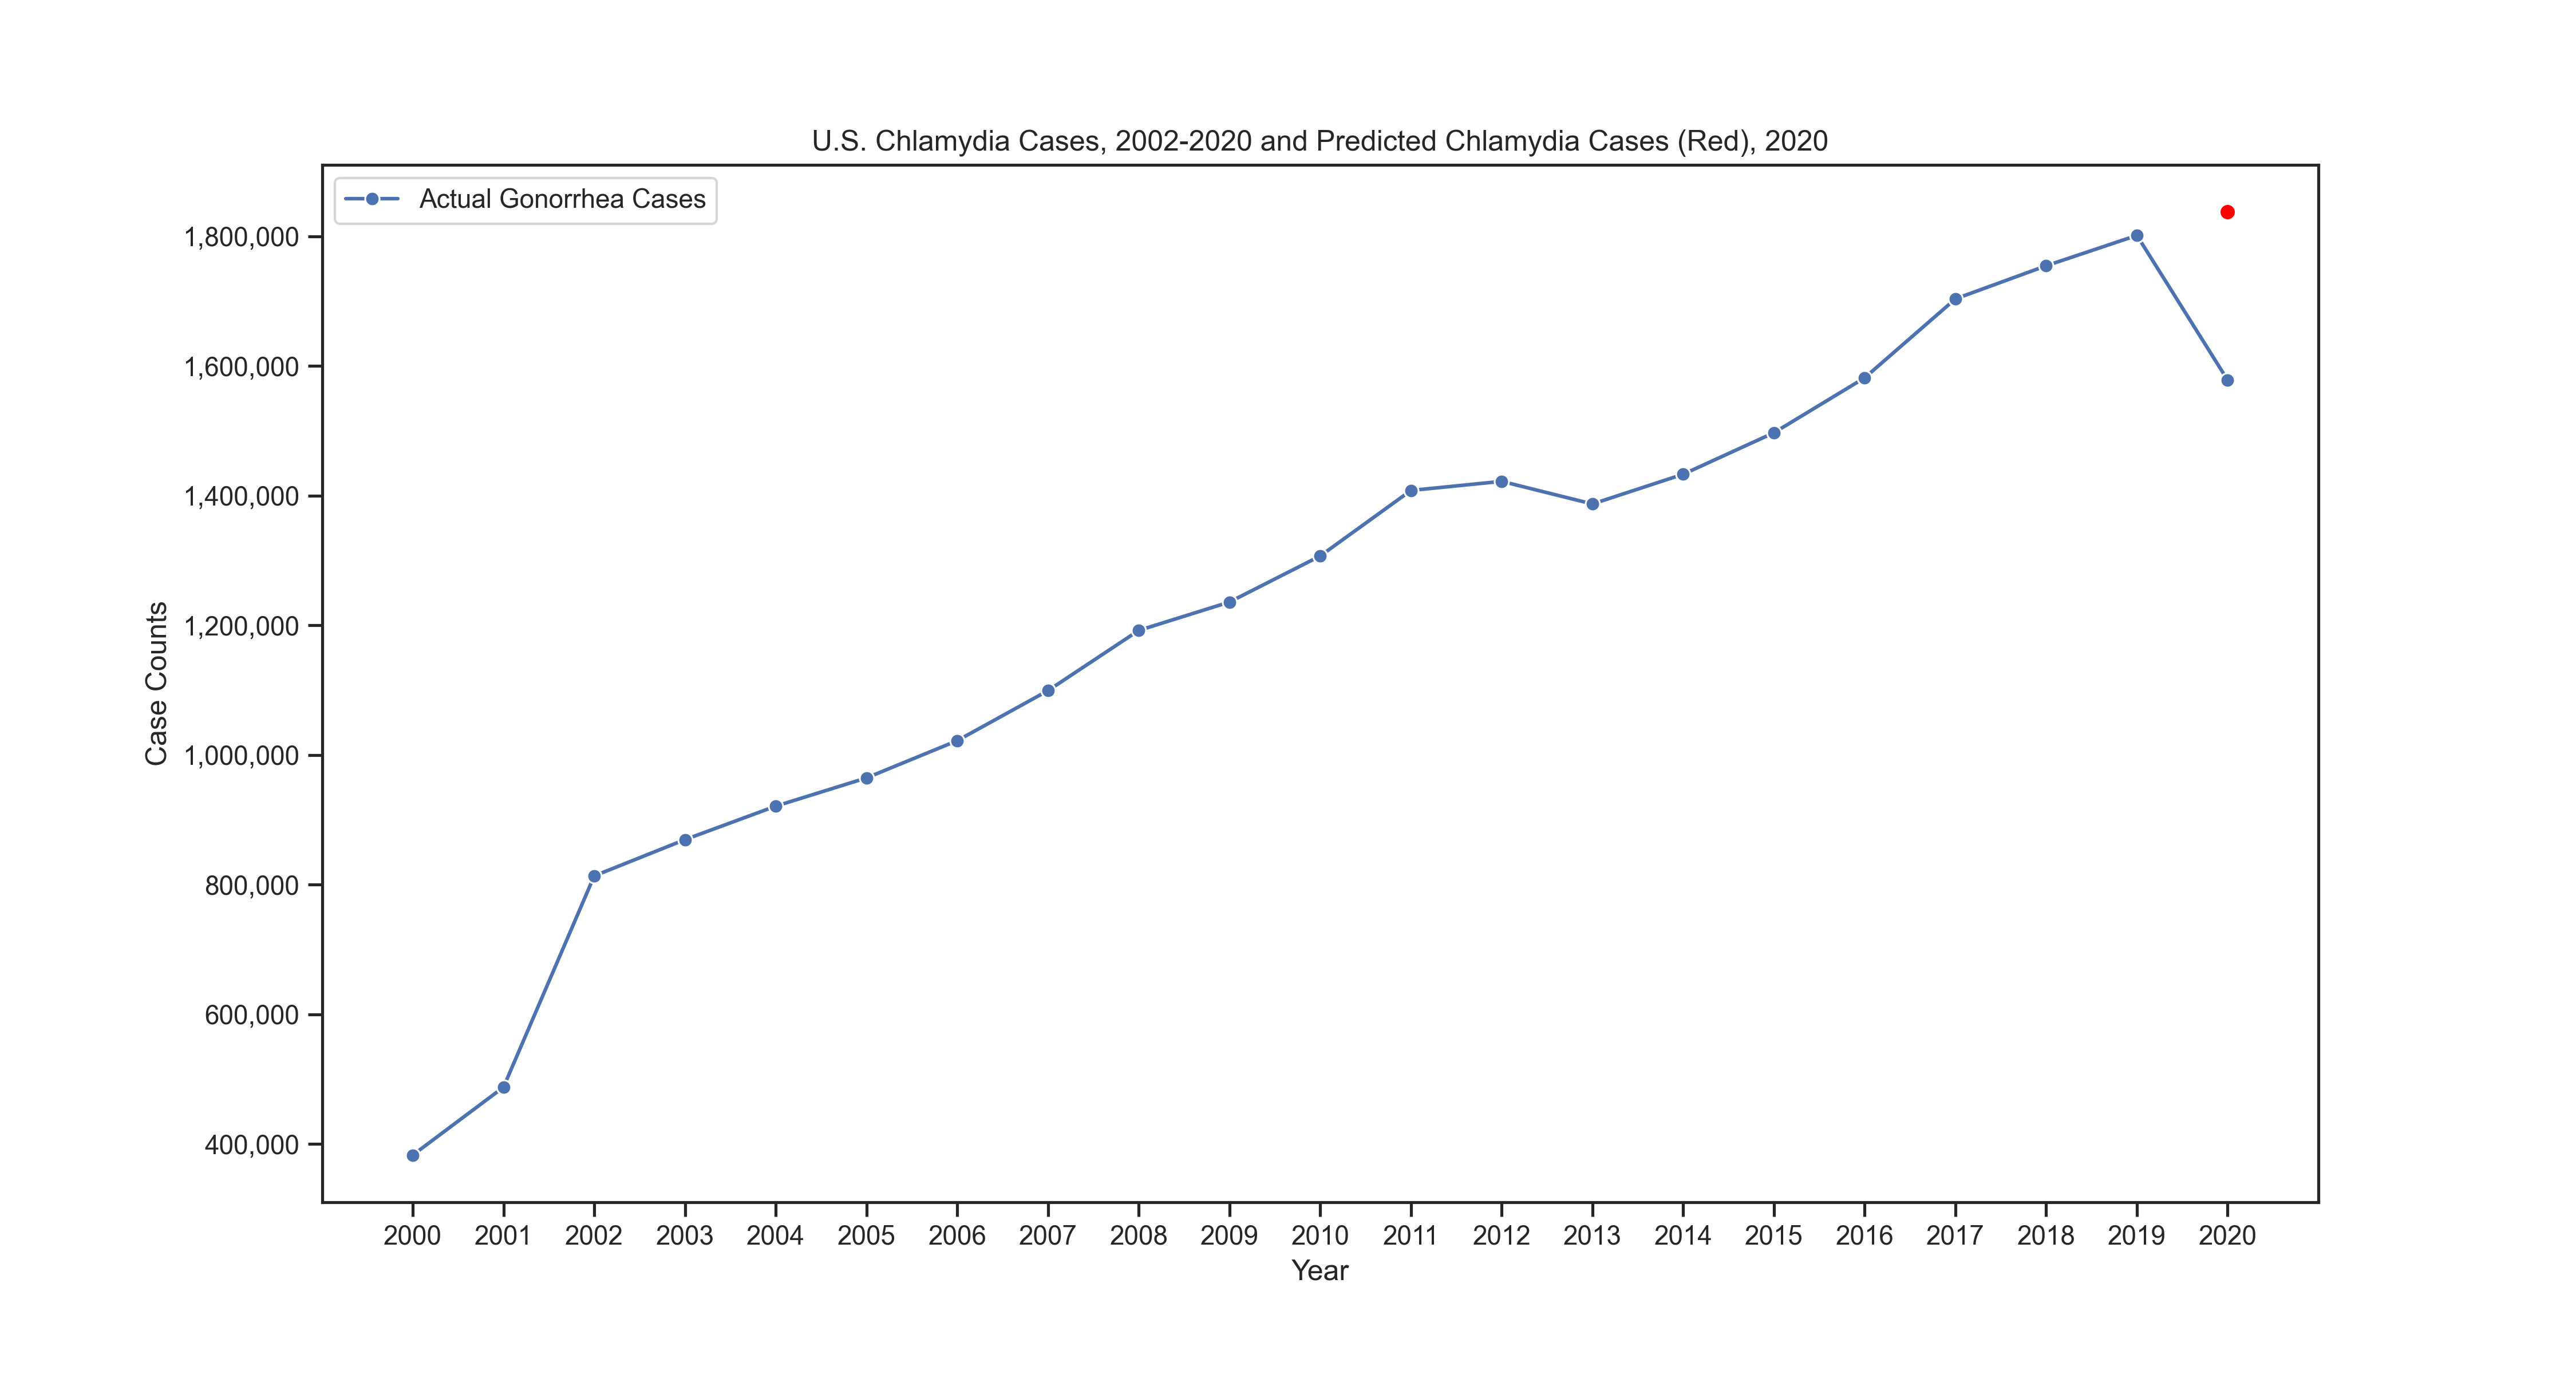 U.S. Chlamydia Cases, 2002-2020 and Predicted Chlamydia Cases (Red), 2020
Actual Gonorrhea Cases
1,800,000
1,600,000
1,400,000
1,200,000
1,000,000
800,000
600,000
400,000
Case Counts
2000 2001 2002 2003 2004 2005 2006 2007 2008 2009 2010 2011 2012 2013 2014 2015 2016 2017 2018 2019 2020
Year